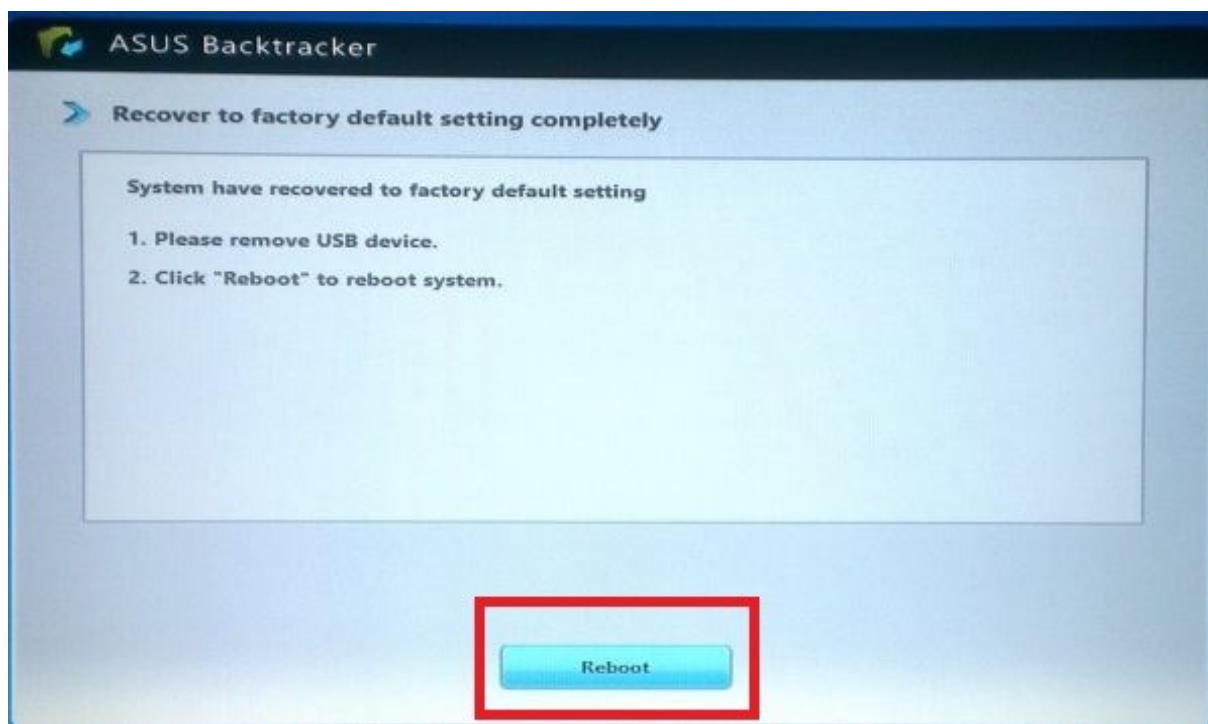 ASUS Backtracker
Recover to factory default setting completely
System have recovered to factory default setting
1. Please remove USB device.
2. Click "Reboot" to reboot system.
Reboot